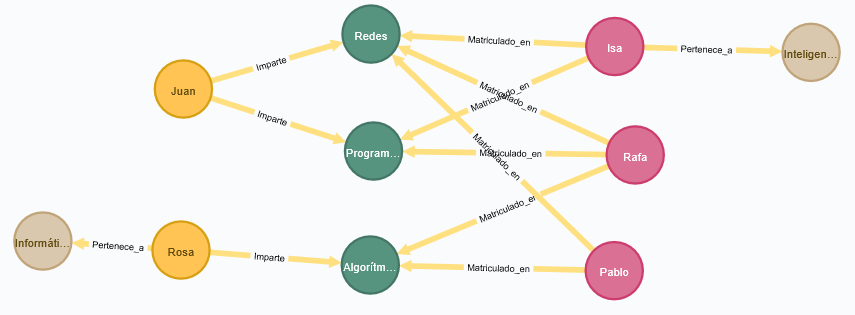 Redes
Matriculado_en
Isa
Pertenece_a
Inteligen...
Imparte
Juan
Matriculado_en
Matriculado_en
Imparte
Program...
Matriculado_en
Matriculado_en
Rafa
Matriculado_en
Informáti...
Pertenece_a
Rosa
Imparte
Algorítm...
Matriculado_en
Pablo